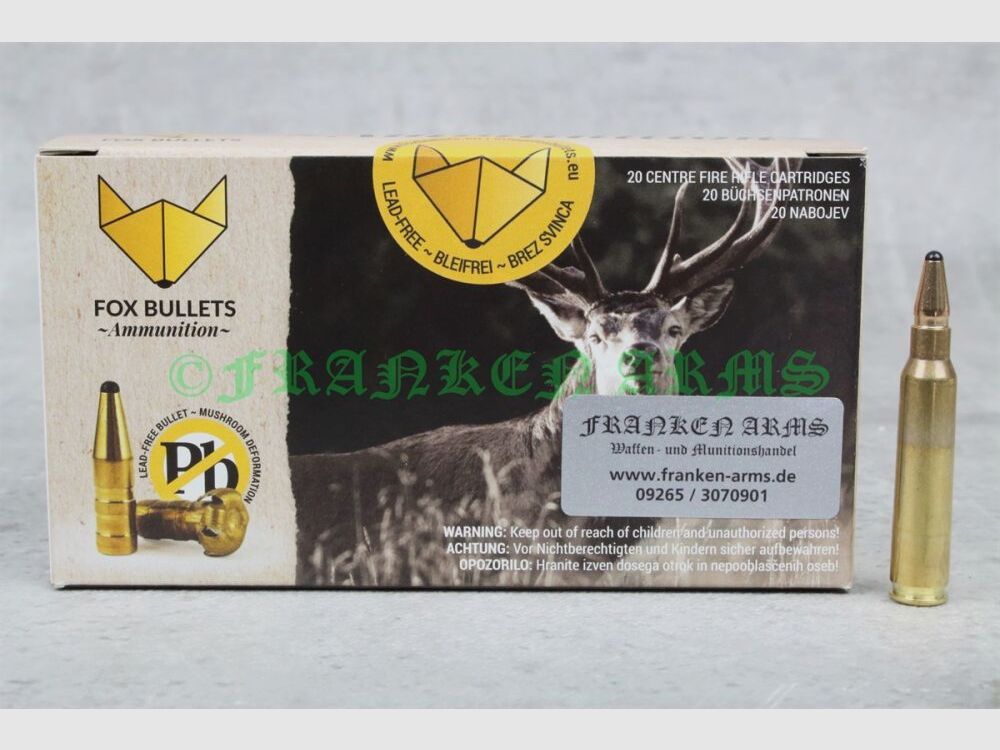 FOX BULLETS
LEAD-FREE ~ BLEIFREI ~ BREZ SVINCA
20 CENTRE FIRE RIFLE CARTRIDGES
20 BÜCHSENPATRONEN
20 NABOJEV
FOX BULLETS
~Ammunition~
©FRANKEN ARMS
LEAD-FREE BULLET ~ MUSHROOM DEFORMATION
Pb
FRANKEN ARMS
Waffen- und Munitionshandel
www.franken-arms.de
09265 / 3070901
WARNING: Keep out of reach of children and unauthorized persons!
ACHTUNG: Vor Nichtberechtigten und Kindern sicher aufbewahren!
OPOZORILO: Hranite izven dosega otrok in nepooblaščenih oseb!